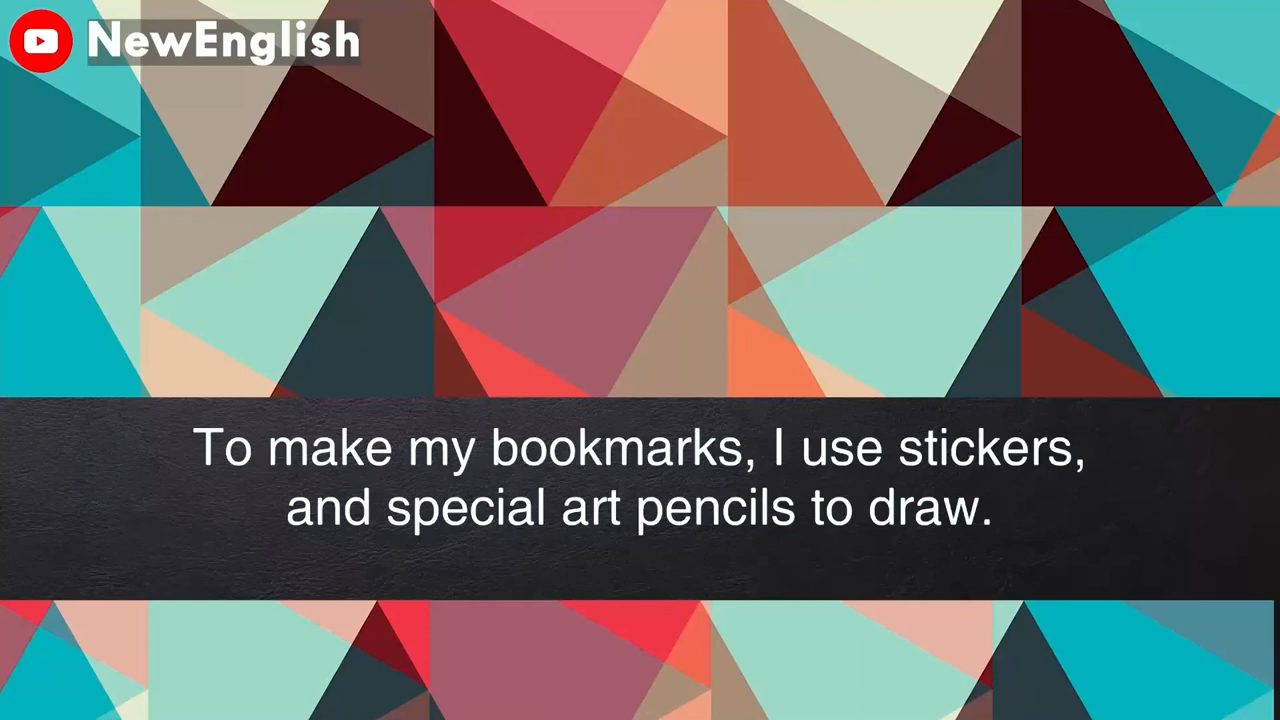 NewEnglish
To make my bookmarks, I use stickers,
and special art pencils to draw.